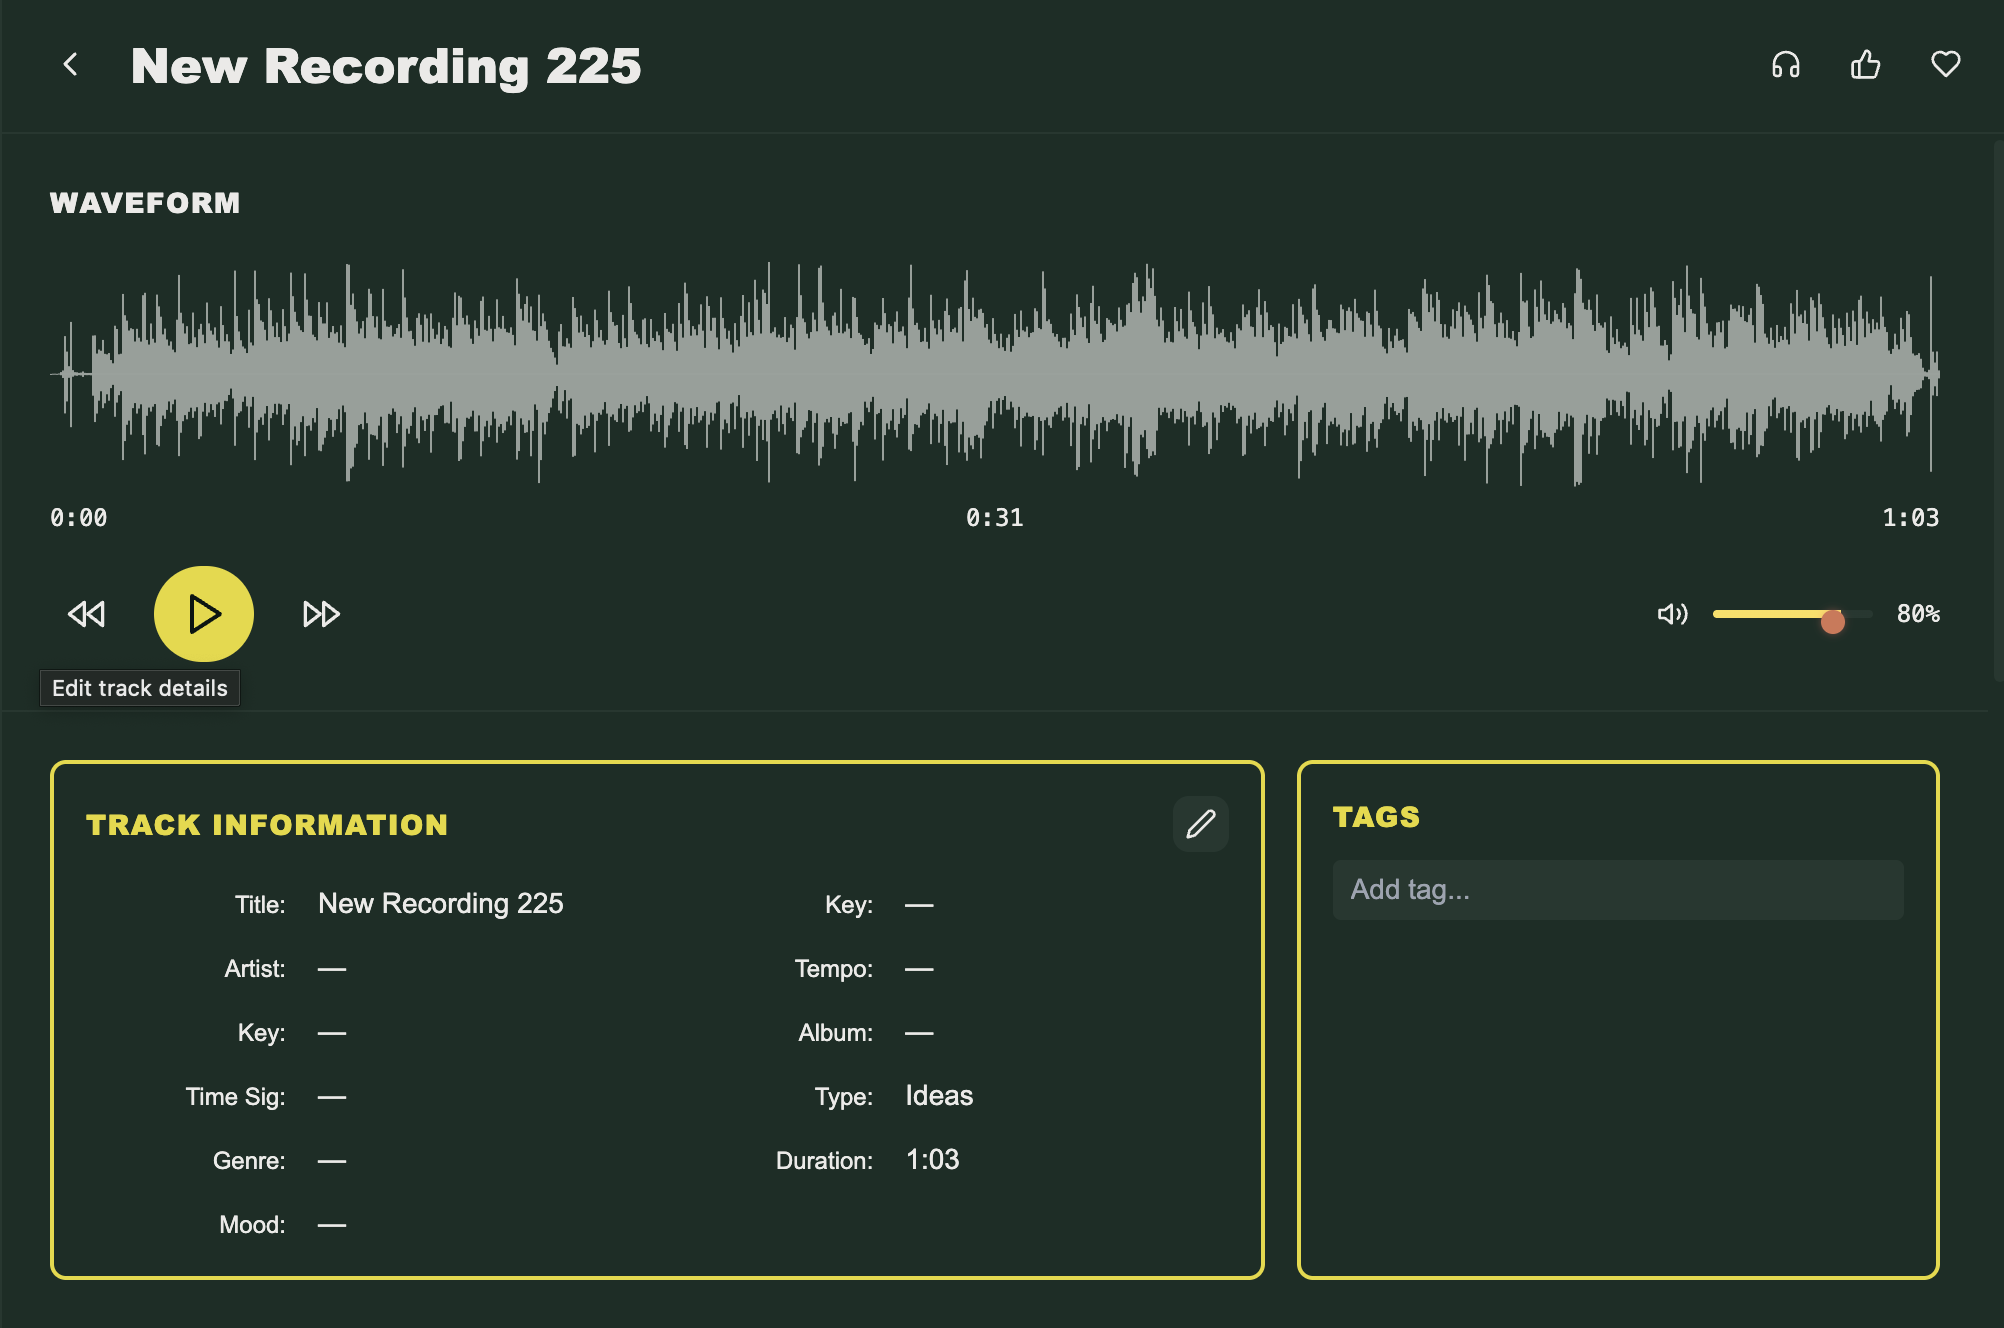 New Recording 225
WAVEFORM
0:00 0:31 1:03
80%
Edit track details
TRACK INFORMATION
Title: New Recording 225
Artist: —
Key: —
Time Sig: —
Genre: —
Mood: —
Key: —
Tempo: —
Album: —
Type: Ideas
Duration: 1:03
TAGS
Add tag...